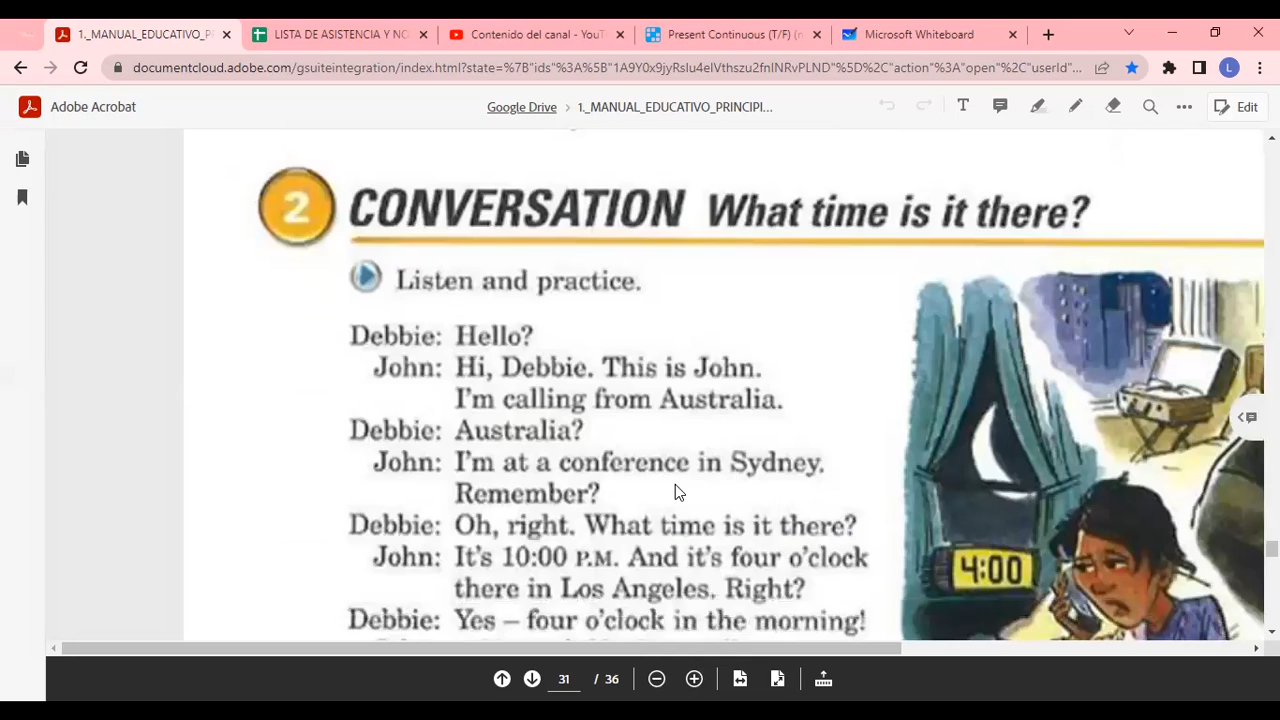 1._MANUAL_EDUCATIVO_PR
LISTA DE ASISTENCIA Y NO
Contenido del canal - YouT
Present Continuous (T/F) (n
Microsoft Whiteboard
documentcloud.adobe.com/gsuiteintegration/index.html?state=%7B"ids"%3A%5B"1A9Y0x9jyRslu4eIVthszu2fnINRvPLND"%5D%2C"action"%3A"open"%2C"userId"...
L
Adobe Acrobat
Google Drive
1._MANUAL_EDUCATIVO_PRINCIPI...
Edit
2 CONVERSATION What time is it there?
Listen and practice.
Debbie: Hello?
John: Hi, Debbie. This is John.
I'm calling from Australia.
Debbie: Australia?
John: I'm at a conference in Sydney.
Remember?
Debbie: Oh, right. What time is it there?
John: It's 10:00 P.M. And it's four o'clock
there in Los Angeles. Right?
Debbie: Yes – four o'clock in the morning!
4:00
31 / 36